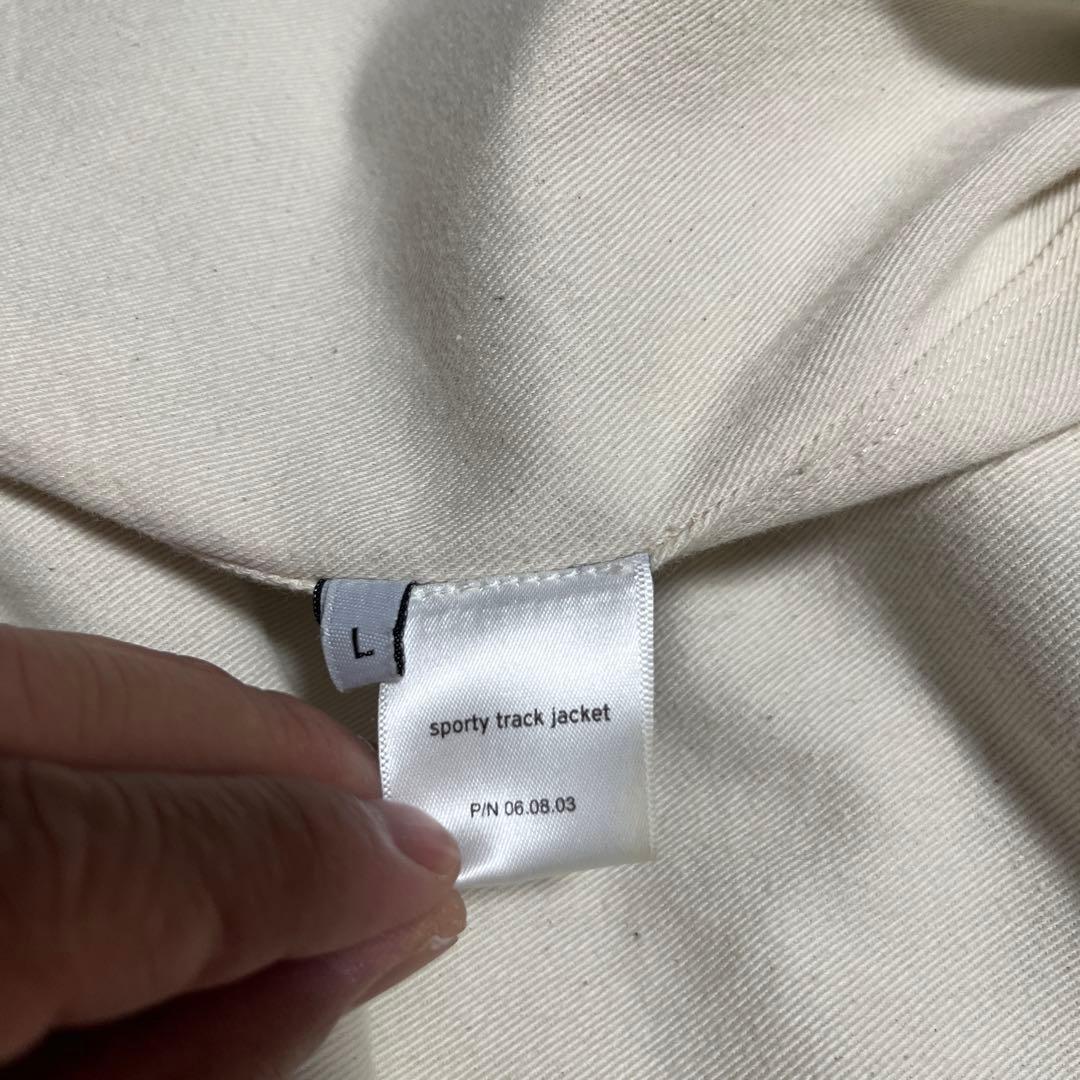 L
sporty track jacket
P/N 06.08.03